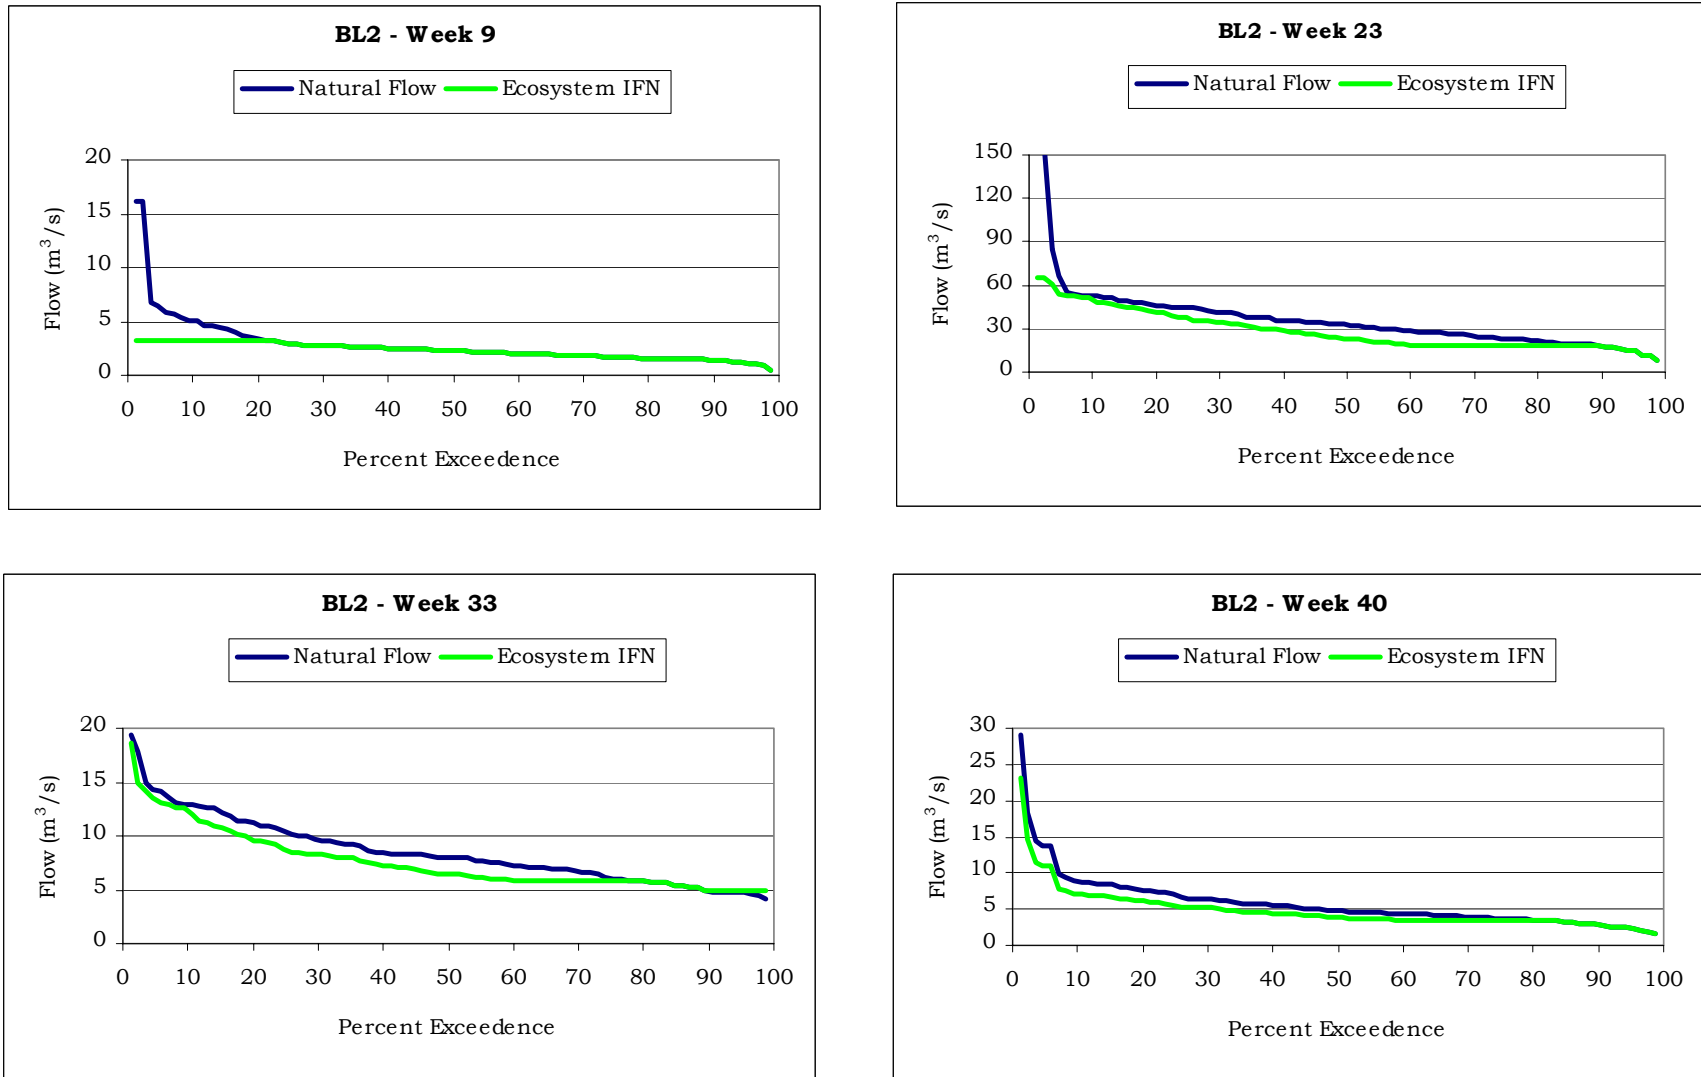 BL2 - Week 9
Natural Flow Ecosystem IFN
20
15
10
5
0
Flow (m³/s)
0 10 20 30 40 50 60 70 80 90 100
Percent Exceedence
BL2 - Week 23
Natural Flow Ecosystem IFN
150
120
90
60
30
0
Flow (m³/s)
0 10 20 30 40 50 60 70 80 90 100
Percent Exceedence
BL2 - Week 33
Natural Flow Ecosystem IFN
20
15
10
5
0
Flow (m³/s)
0 10 20 30 40 50 60 70 80 90 100
Percent Exceedence
BL2 - Week 40
Natural Flow Ecosystem IFN
30
25
20
15
10
5
0
Flow (m³/s)
0 10 20 30 40 50 60 70 80 90 100
Percent Exceedence